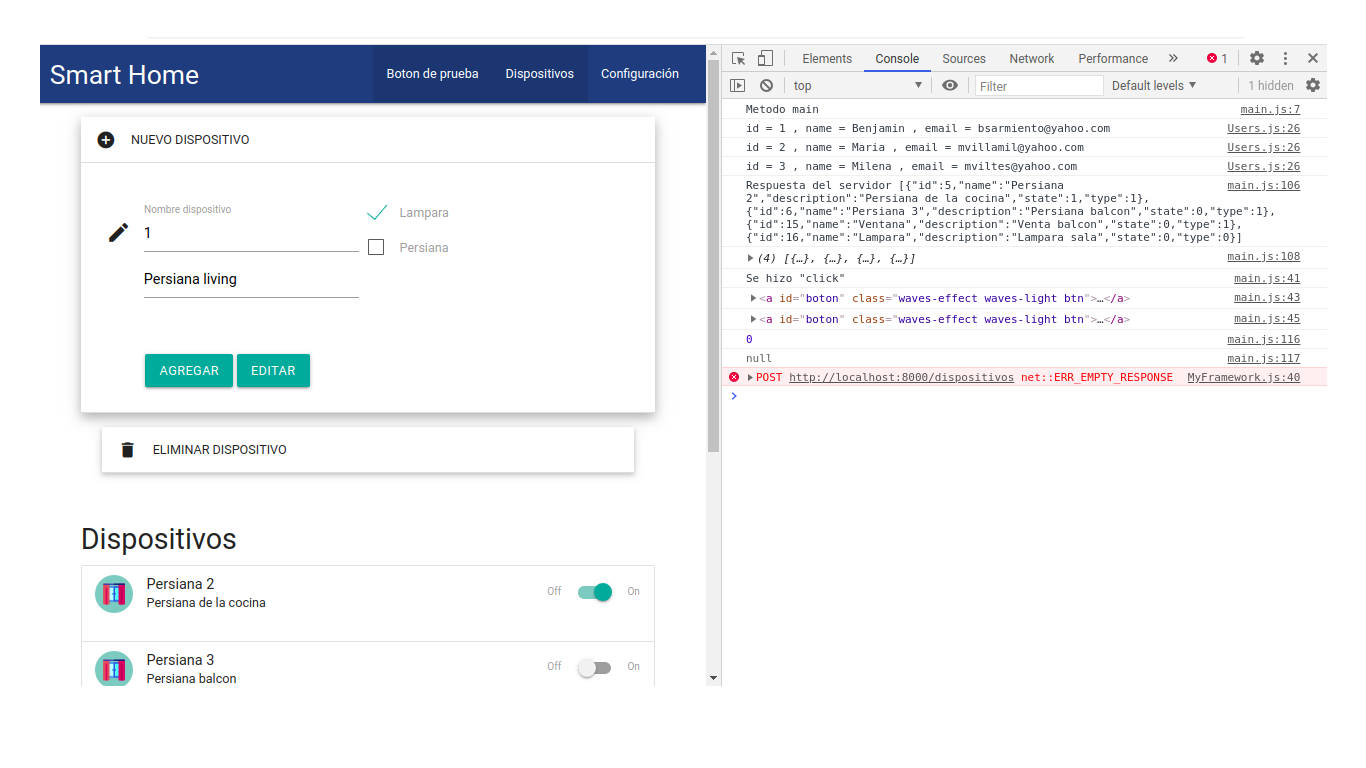 Smart Home
Boton de prueba
Dispositivos
Configuración
NUEVO DISPOSITIVO
Nombre dispositivo
1
Persiana living
Lampara
Persiana
AGREGAR
EDITAR
ELIMINAR DISPOSITIVO
Dispositivos
Persiana 2
Persiana de la cocina
Off
On
Persiana 3
Persiana balcon
Off
On
Elements
Console
Sources
Network
Performance
»
1
top
Filter
Default levels
1 hidden
Metodo main main.js:7
id = 1 , name = Benjamin , email = bsarmiento@yahoo.com Users.js:26
id = 2 , name = Maria , email = mvillamil@yahoo.com Users.js:26
id = 3 , name = Milena , email = mviltes@yahoo.com Users.js:26
Respuesta del servidor [{"id":5,"name":"Persiana main.js:106
2","description":"Persiana de la cocina","state":1,"type":1},
{"id":6,"name":"Persiana 3","description":"Persiana balcon","state":0,"type":1},
{"id":15,"name":"Ventana","description":"Venta balcon","state":0,"type":1},
{"id":16,"name":"Lampara","description":"Lampara sala","state":0,"type":0}]
(4) [{…}, {…}, {…}, {…}] main.js:108
Se hizo "click" main.js:41
<a id="boton" class="waves-effect waves-light btn">…</a> main.js:43
<a id="boton" class="waves-effect waves-light btn">…</a> main.js:45
0 main.js:116
null main.js:117
POST http://localhost:8000/dispositivos net::ERR_EMPTY_RESPONSE MyFramework.js:40